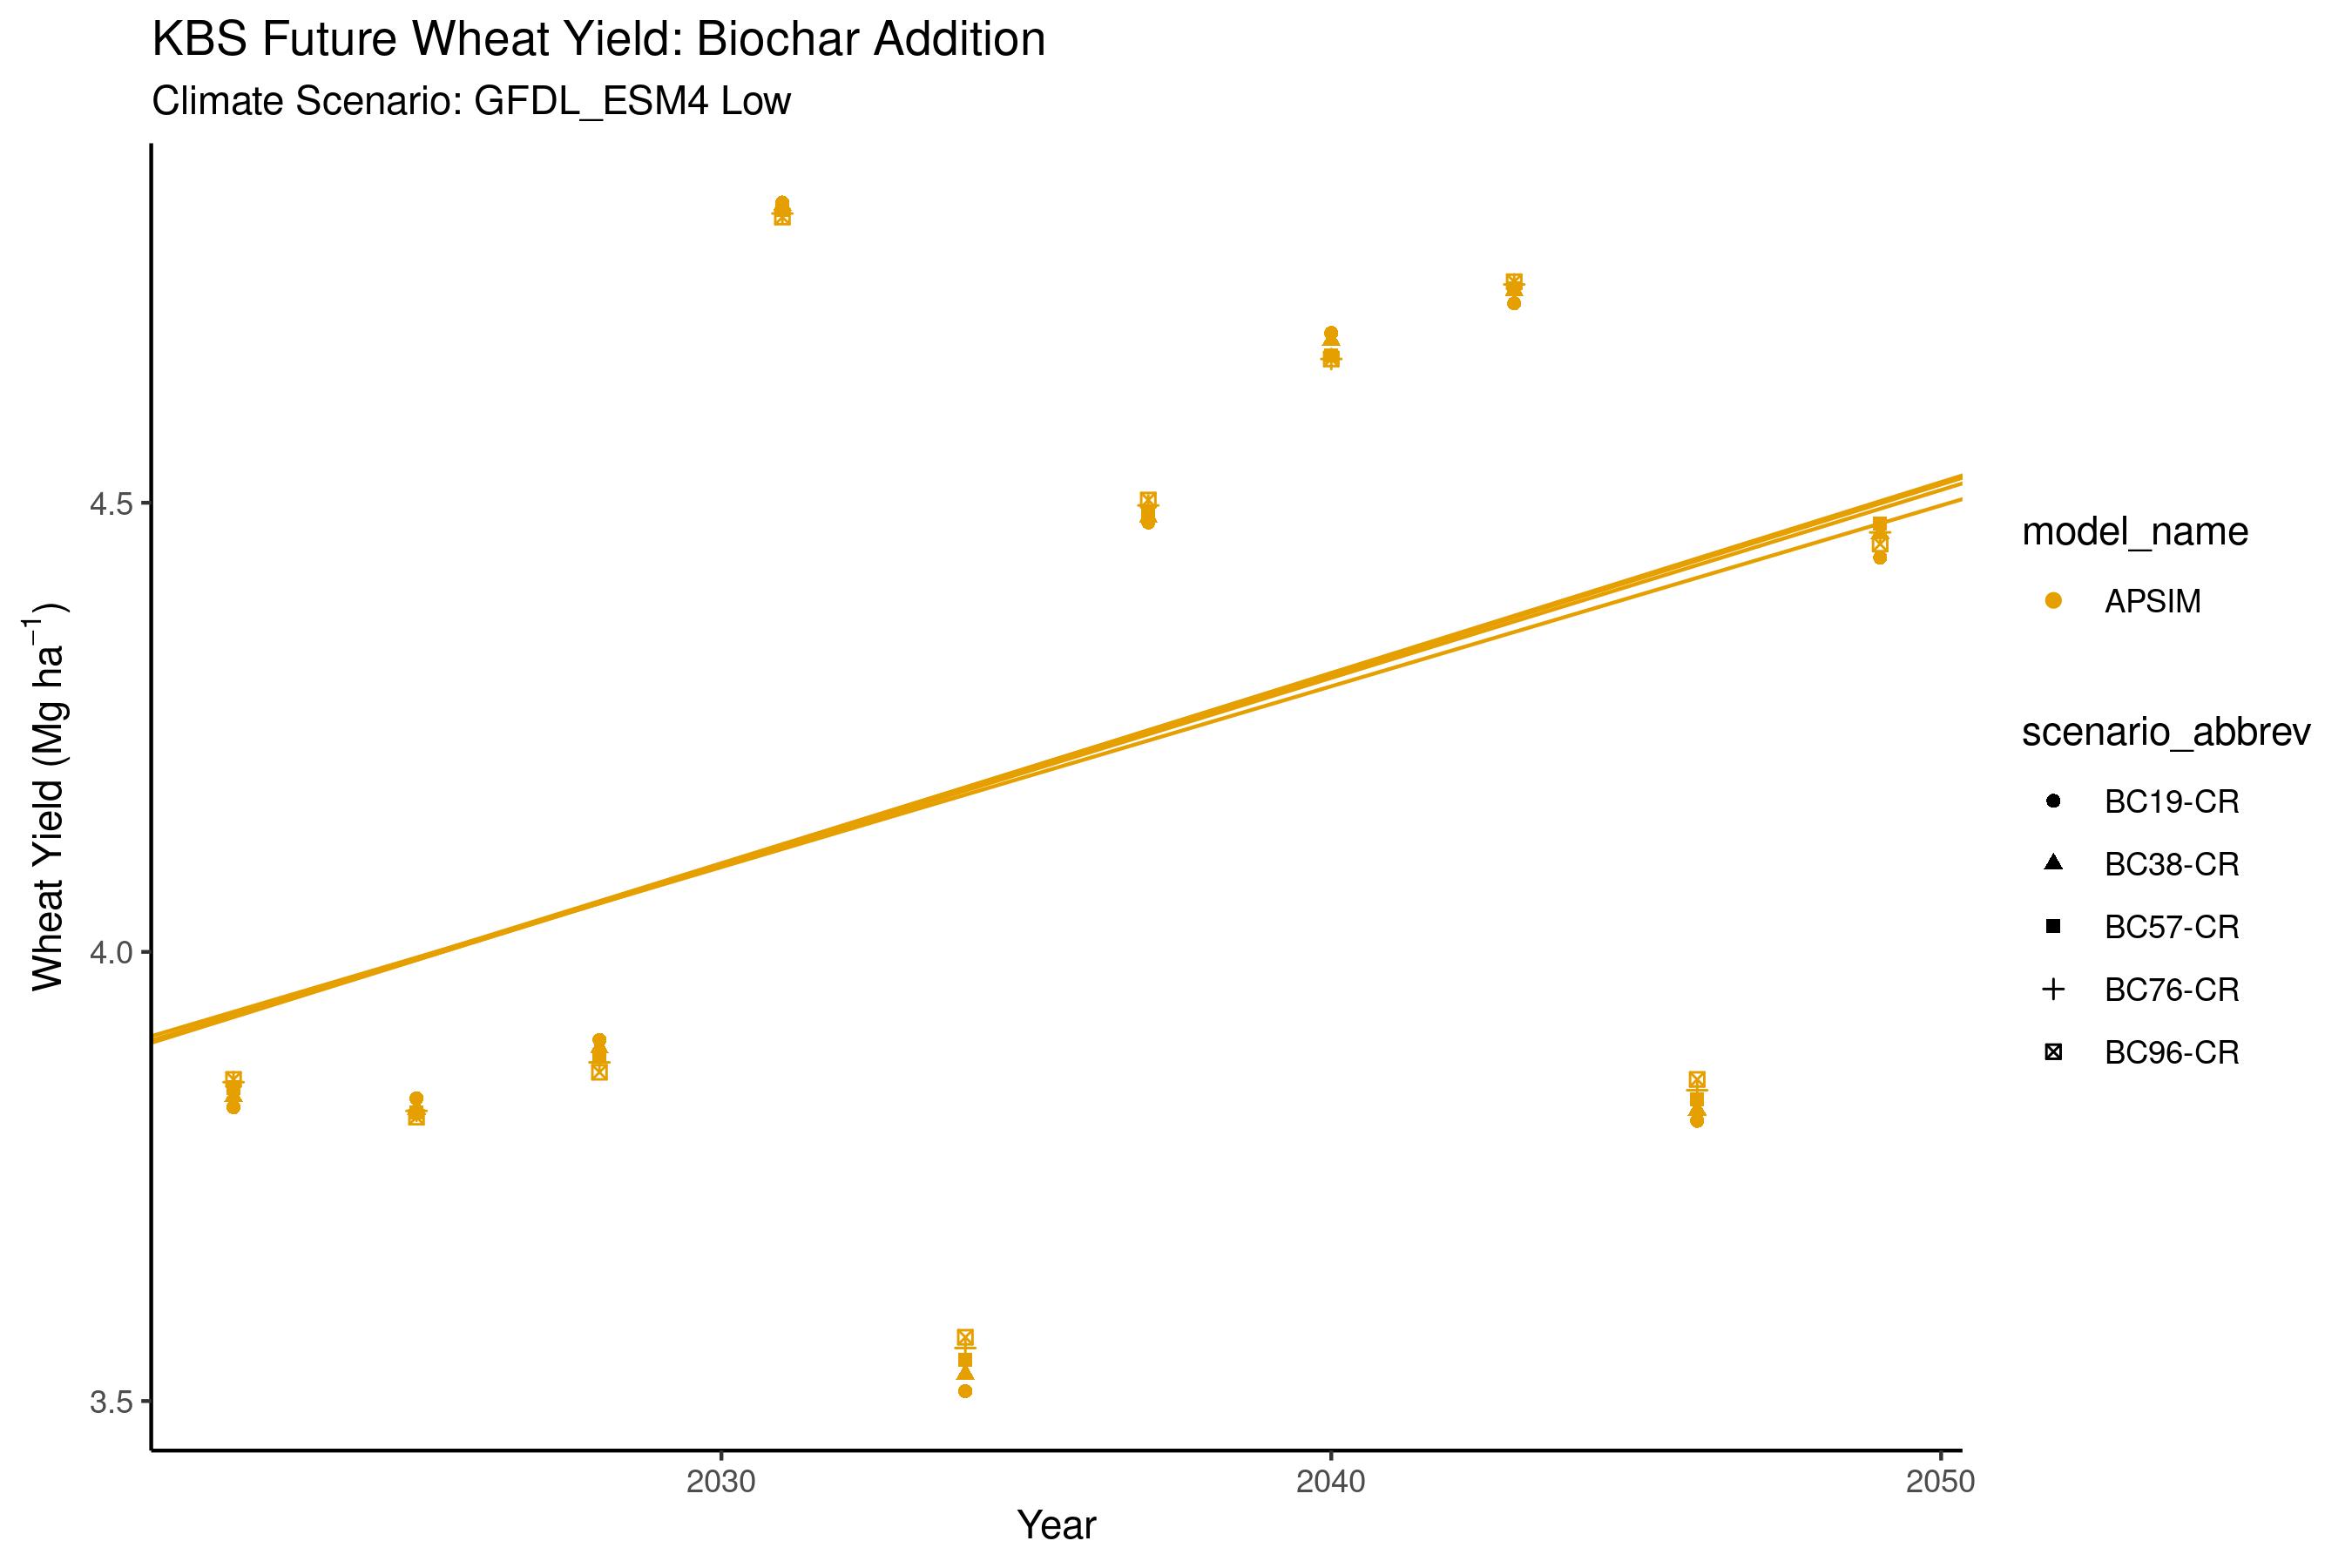 KBS Future Wheat Yield: Biochar Addition
Climate Scenario: GFDL_ESM4 Low
Wheat Yield (Mg ha⁻¹)
4.5
4.0
3.5
2030
2040
2050
Year
model_name
APSIM
scenario_abbrev
BC19-CR
BC38-CR
BC57-CR
BC76-CR
BC96-CR